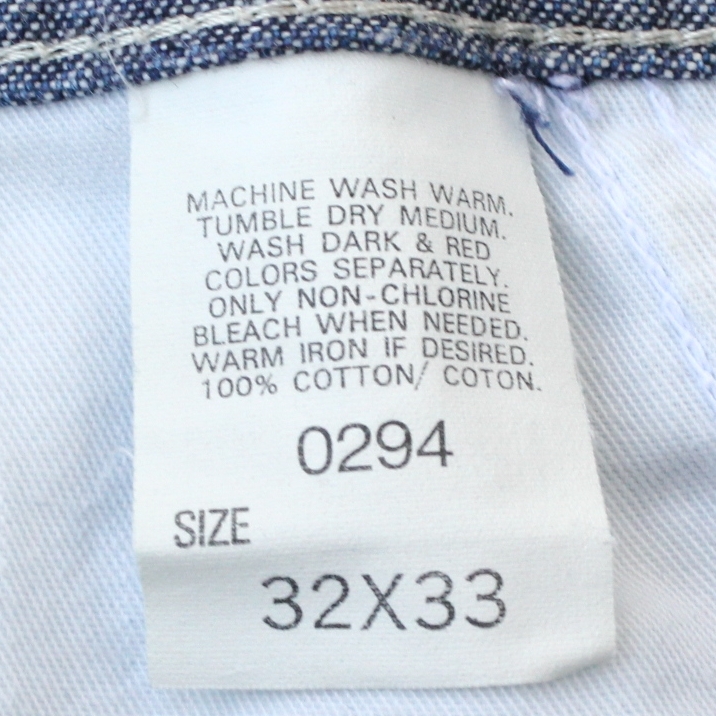 MACHINE WASH WARM.
TUMBLE DRY MEDIUM.
WASH DARK & RED
COLORS SEPARATELY.
ONLY NON-CHLORINE
BLEACH WHEN NEEDED.
WARM IRON IF DESIRED.
100% COTTON/ COTON.
0294
SIZE
32X33